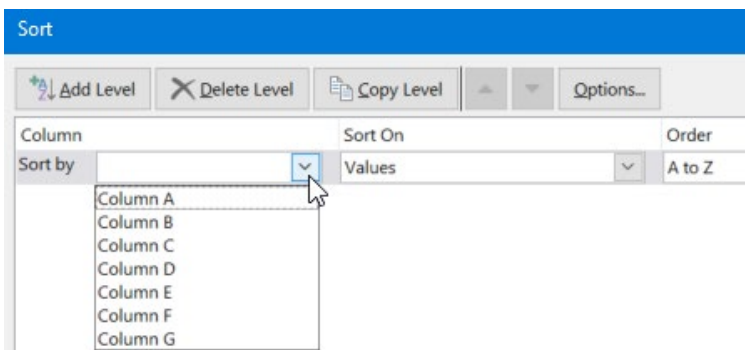 Sort
Add Level Delete Level Copy Level Options...
Column Sort On Order
Sort by Values A to Z
Column A
Column B
Column C
Column D
Column E
Column F
Column G